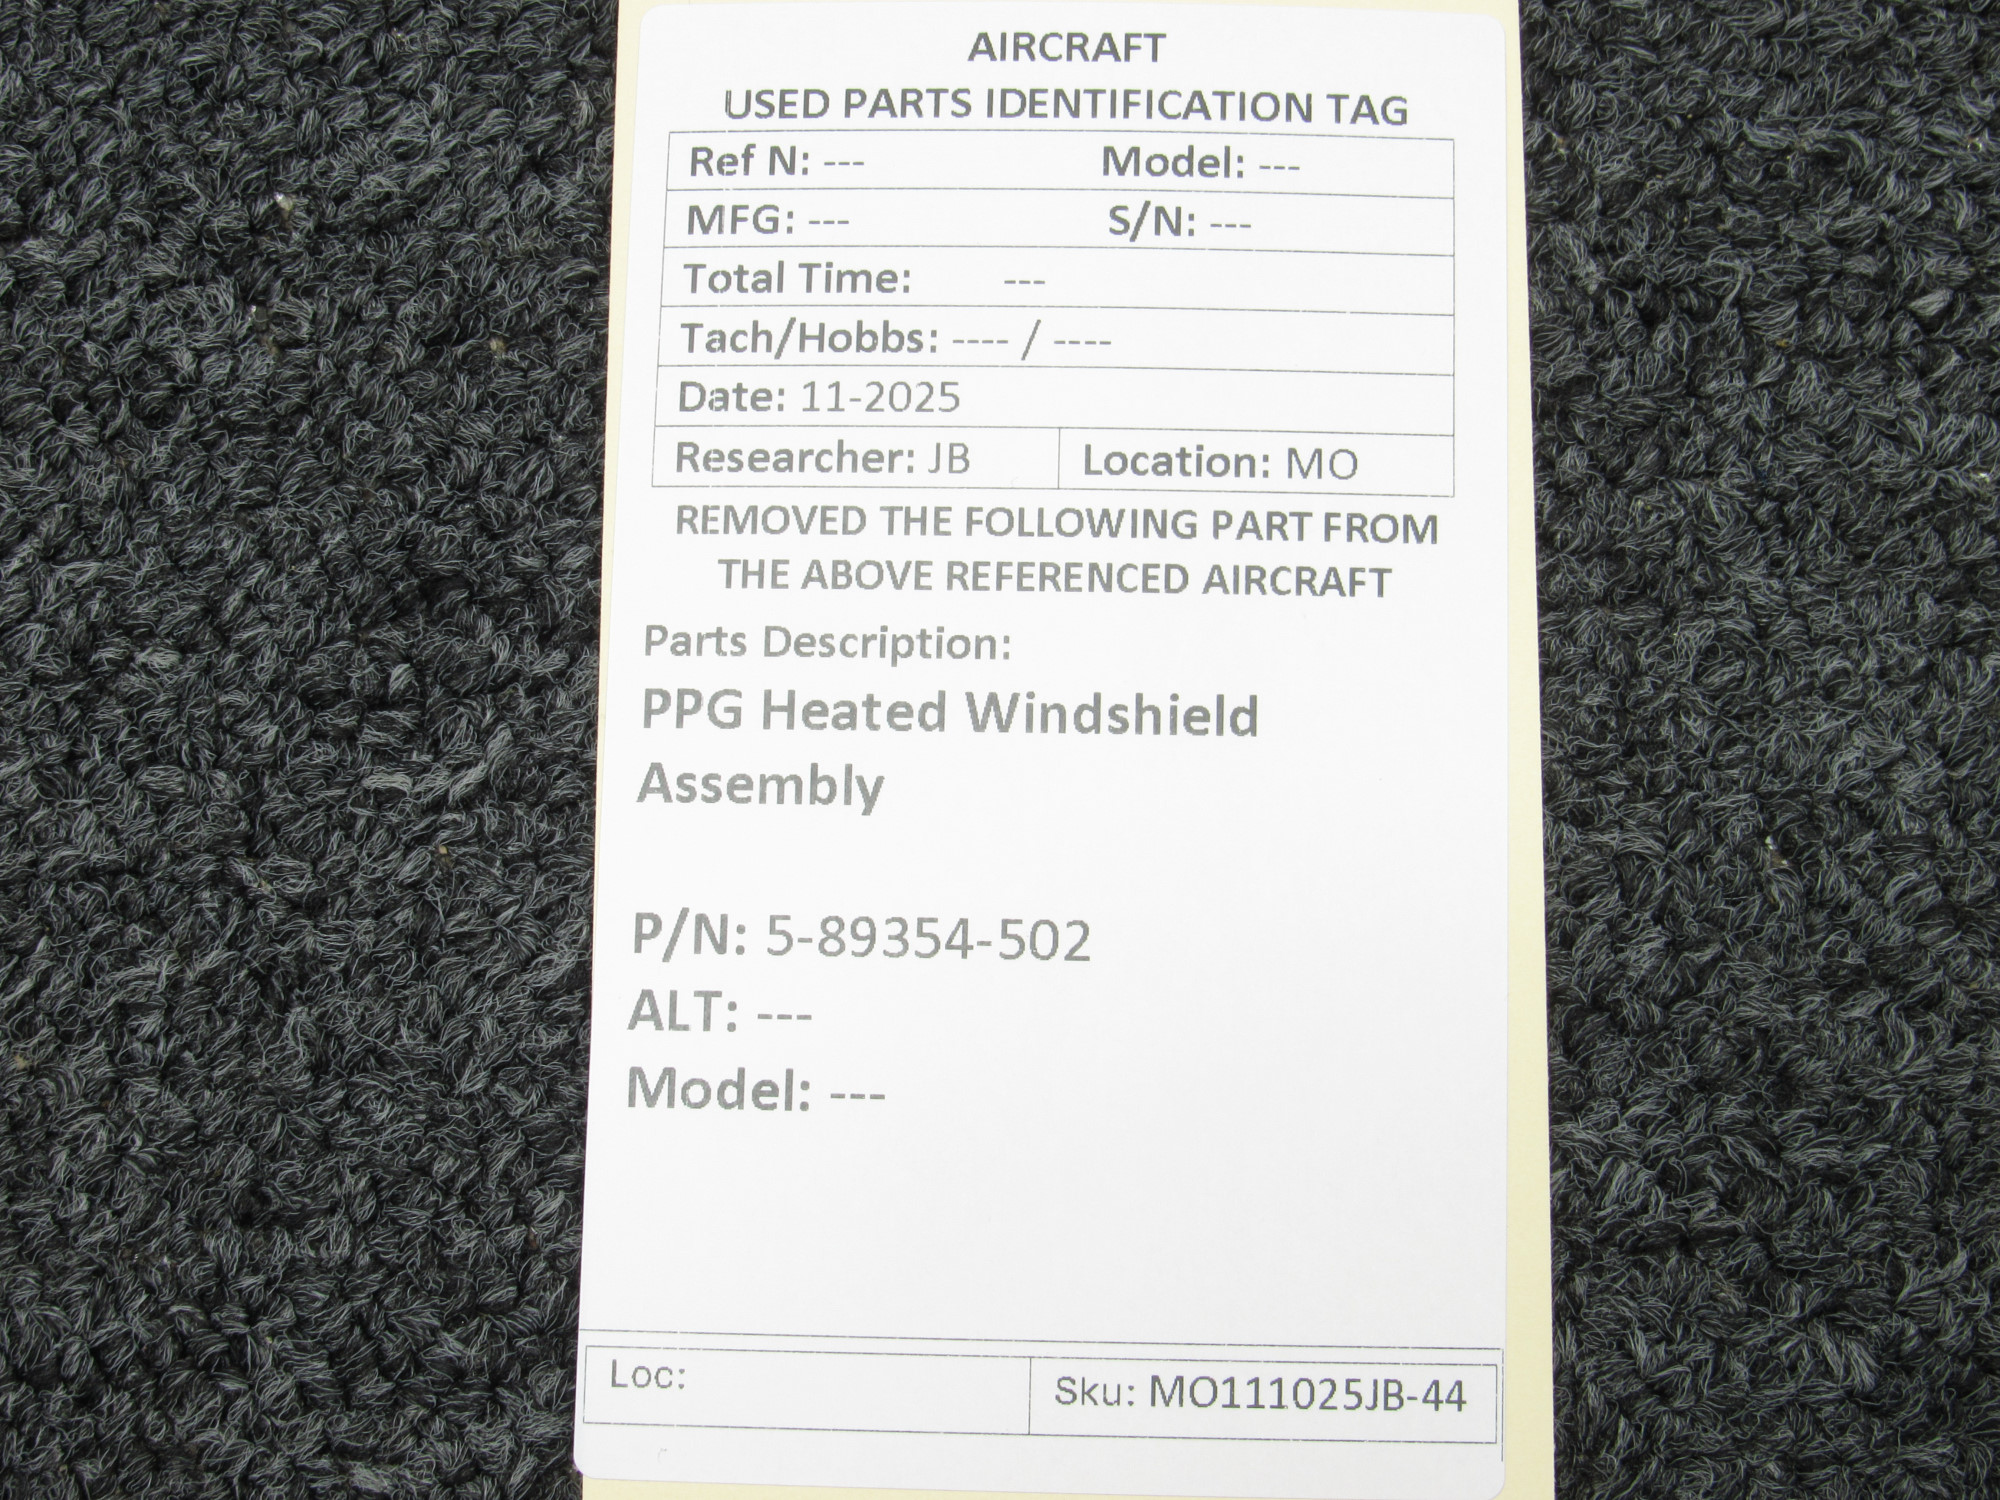 AIRCRAFT
USED PARTS IDENTIFICATION TAG
Ref N: --- Model: ---
MFG: --- S/N: ---
Total Time: ---
Tach/Hobbs: ---- / ----
Date: 11-2025
Researcher: JB Location: MO
REMOVED THE FOLLOWING PART FROM
THE ABOVE REFERENCED AIRCRAFT
Parts Description:
PPG Heated Windshield
Assembly
P/N: 5-89354-502
ALT: ---
Model: ---
Loc: Sku: MO111025JB-44